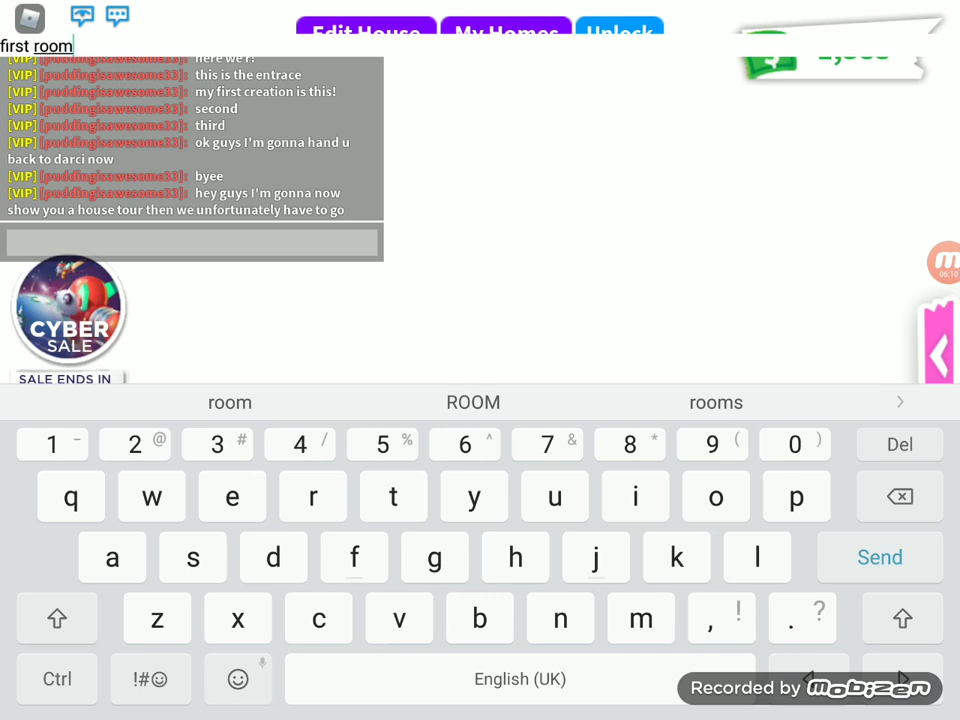 Edit House My Homes Unlock
first room
[VIP] [puddingisawesome33]: here we r!
[VIP] [puddingisawesome33]: this is the entrace
[VIP] [puddingisawesome33]: my first creation is this!
[VIP] [puddingisawesome33]: second
[VIP] [puddingisawesome33]: third
[VIP] [puddingisawesome33]: ok guys I'm gonna hand u
back to darci now
[VIP] [puddingisawesome33]: byee
[VIP] [puddingisawesome33]: hey guys I'm gonna now
show you a house tour then we unfortunately have to go
06:10
CYBER
SALE
SALE ENDS IN
room ROOM rooms
1 - 2 @ 3 # 4 / 5 % 6 ^ 7 & 8 * 9 ( 0 ) Del
q w e r t y u i o p
a s d f g h j k l Send
z x c v b n m , ! . ?
Ctrl !#☺ English (UK)
Recorded by mobizen